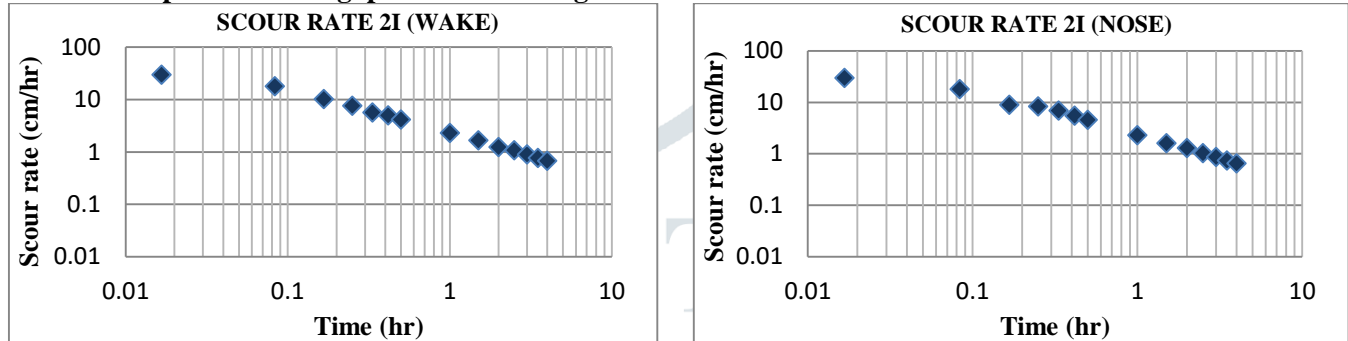 SCOUR RATE 2I (WAKE)
Scour rate (cm/hr)
100
10
1
0.1
0.01
0.01 0.1 1 10
Time (hr)
SCOUR RATE 2I (NOSE)
Scour rate (cm/hr)
100
10
1
0.1
0.01
0.01 0.1 1 10
Time (hr)